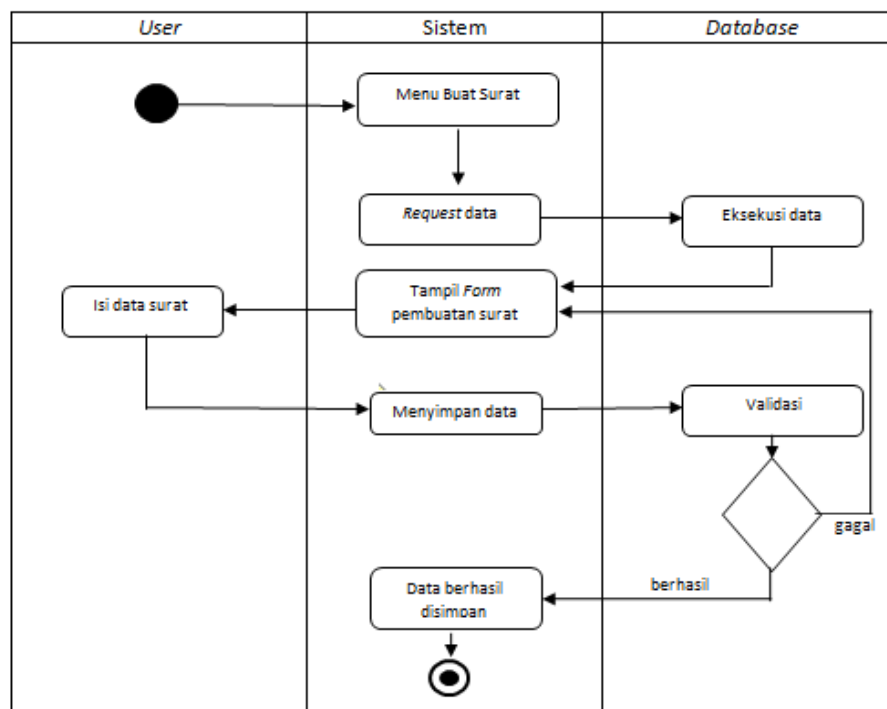 User
Sistem
Database
Menu Buat Surat
Request data
Eksekusi data
Tampil Form
pembuatan surat
Isi data surat
Menyimpan data
Validasi
gagal
berhasil
Data berhasil
disimoan